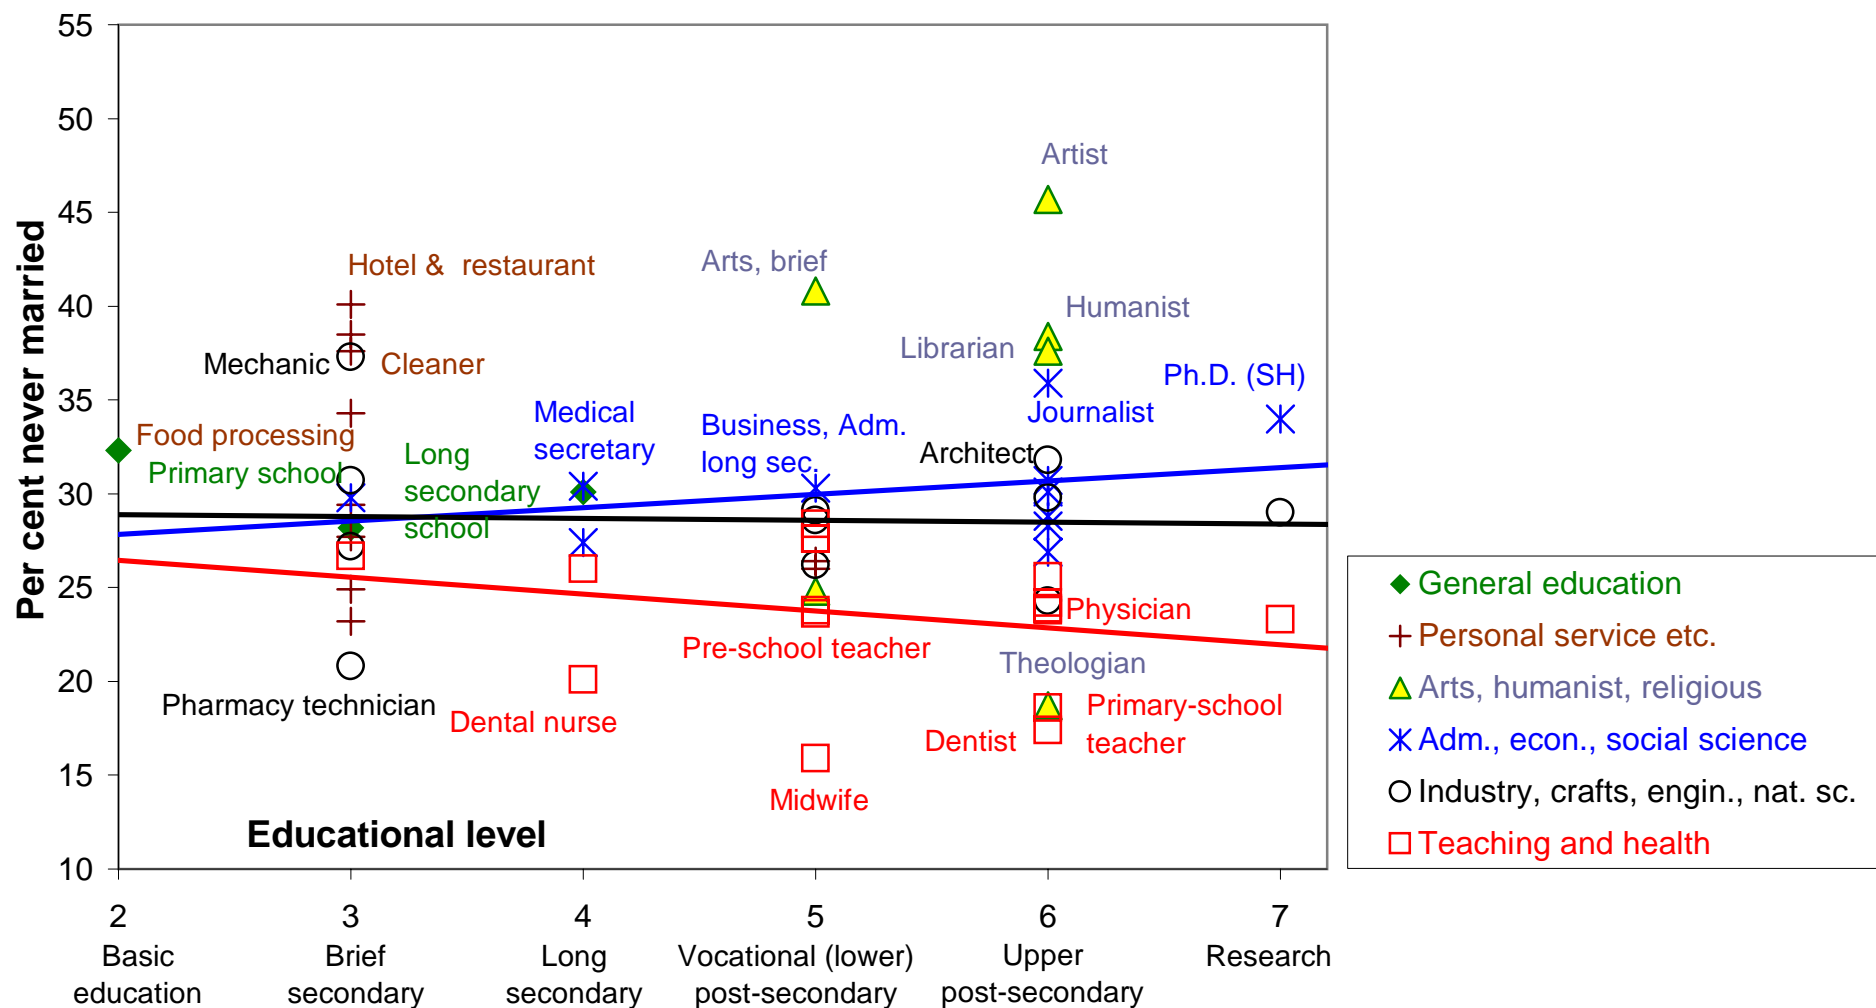 55
50
45
40
35
30
25
20
15
10
Per cent never married
Artist
Hotel & restaurant
Arts, brief
Humanist
Librarian
Mechanic
Cleaner
Ph.D. (SH)
Journalist
Medical
secretary
Business, Adm.
long sec.
Food processing
Primary school
Long
secondary
school
Architect
Physician
Pre-school teacher
Theologian
Pharmacy technician
Dental nurse
Primary-school
teacher
Dentist
Midwife
Educational level
2
3
4
5
6
7
Basic
education
Brief
secondary
Long
secondary
Vocational (lower)
post-secondary
Upper
post-secondary
Research
General education
Personal service etc.
Arts, humanist, religious
Adm., econ., social science
Industry, crafts, engin., nat. sc.
Teaching and health